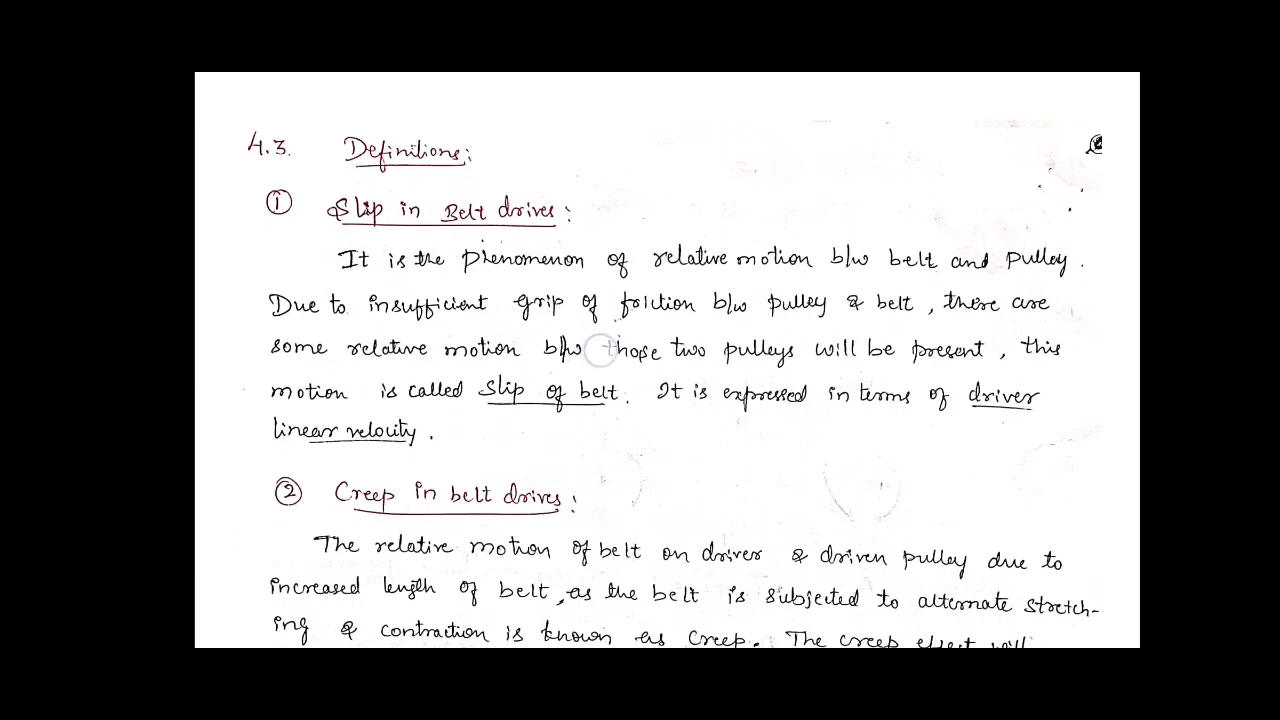 4.3. Definitions:
① Slip in Belt drives:
It is the phenomenon of relative motion b/w belt and pulley.
Due to insufficient grip of friction b/w pulley & belt, there are
some relative motion b/w those two pulleys will be present, this
motion is called slip of belt. It is expressed in terms of driver
linear velocity.
② Creep in belt drives:
The relative motion of belt on driver & driven pulley due to
increased length of belt, as the belt is subjected to alternate stretch-
ing & contraction is known as creep. The creep effect will